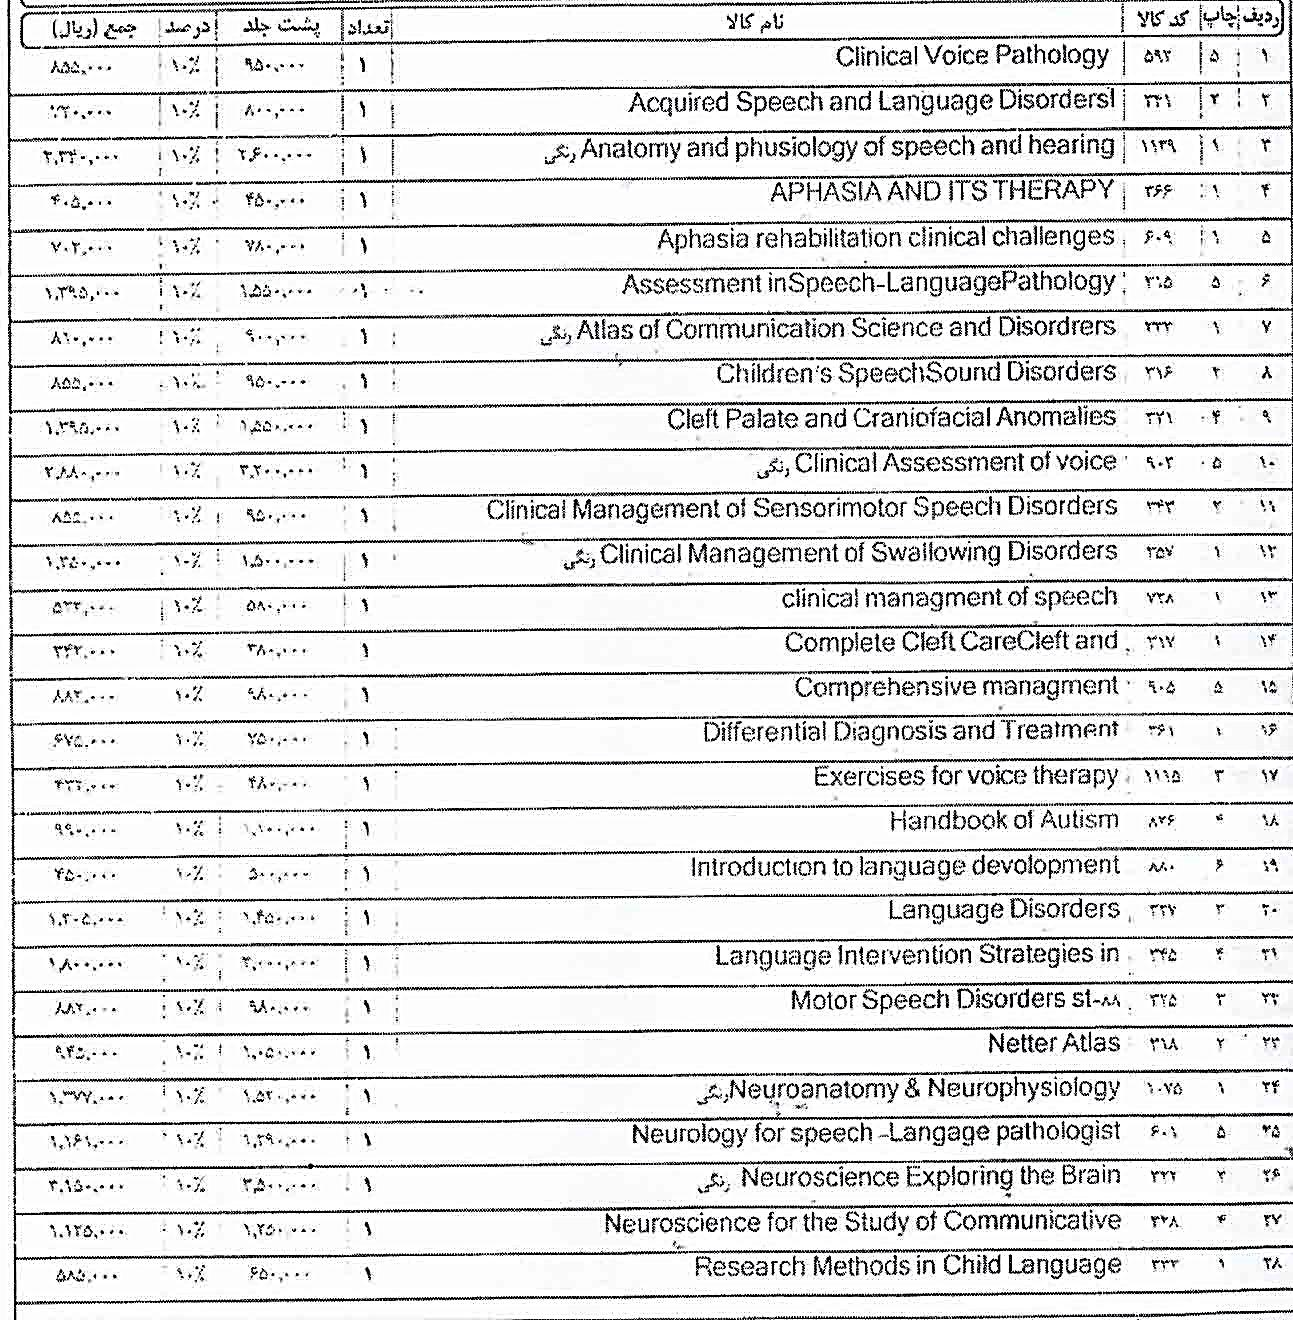 ردیف چاپ کد کالا نام کالا تعداد پشت جلد درصد جمع (ریال)
۱ ۵ ۵۹۲ Clinical Voice Pathology ۱ ۹۵۰,۰۰۰ ۱۰% ۸۵۵,۰۰۰
۲ ۲ ۳۳۱ Acquired Speech and Language Disordersl ۱ ۸۰۰,۰۰۰ ۱۰%
۳ ۱ ۱۱۳۹ Anatomy and phusiology of speech and hearing رنگی ۱ ۲,۶۰۰,۰۰۰ ۱۰% ۲,۳۴۰,۰۰۰
۴ ۱ ۳۶۶ APHASIA AND ITS THERAPY ۱ ۴۵۰,۰۰۰ ۱۰% ۴۰۵,۰۰۰
۵ ۱ ۶۰۹ Aphasia rehabilitation clinical challenges ۱ ۷۸۰,۰۰۰ ۱۰% ۷۰۲,۰۰۰
۶ ۵ ۳۱۵ Assessment inSpeech-LanguagePathology ۱ ۱,۵۵۰,۰۰۰ ۱۰% ۱,۳۹۵,۰۰۰
۷ ۱ Atlas of Communication Science and Disordrers رنگی ۱ ۹۰۰,۰۰۰ ۱۰% ۸۱۰,۰۰۰
۸ ۲ ۳۱۶ Children's SpeechSound Disorders ۱ ۹۵۰,۰۰۰ ۱۰% ۸۵۵,۰۰۰
۹ ۴ ۳۲۱ Cleft Palate and Craniofacial Anomalies ۱ ۱,۵۵۰,۰۰۰ ۱۰% ۱,۳۹۵,۰۰۰
۱۰ ۵ ۹۰۲ Clinical Assessment of voice رنگی ۱ ۳,۲۰۰,۰۰۰ ۱۰% ۲,۸۸۰,۰۰۰
۱۱ ۲ ۳۴۳ Clinical Management of Sensorimotor Speech Disorders ۱ ۹۵۰,۰۰۰ ۱۰% ۸۵۵,۰۰۰
۱۲ ۱ ۳۵۷ Clinical Management of Swallowing Disorders رنگی ۱ ۱,۵۰۰,۰۰۰ ۱۰% ۱,۳۵۰,۰۰۰
۱۳ ۱ ۷۲۸ clinical managment of speech ۱ ۵۸۰,۰۰۰ ۱۰% ۵۲۲,۰۰۰
۱۴ ۱ ۳۱۷ Complete Cleft CareCleft and ۱ ۳۸۰,۰۰۰ ۱۰% ۳۴۲,۰۰۰
۱۵ ۵ ۹۰۵ Comprehensive managment ۱ ۹۸۰,۰۰۰ ۱۰% ۸۸۲,۰۰۰
۱۶ ۱ ۳۶۱ Differential Diagnosis and Treatment ۱ ۷۵۰,۰۰۰ ۱۰% ۶۷۵,۰۰۰
۱۷ ۳ ۱۱۱۵ Exercises for voice therapy ۱ ۴۸۰,۰۰۰ ۱۰% ۴۳۲,۰۰۰
۱۸ ۴ ۸۲۶ Handbook of Autism ۱ ۱,۱۰۰,۰۰۰ ۱۰% ۹۹۰,۰۰۰
۱۹ ۶ ۸۸۰ Introduction to language devolopment ۱ ۵۰۰,۰۰۰ ۱۰% ۴۵۰,۰۰۰
۲۰ ۳ ۳۲۷ Language Disorders ۱ ۱,۴۵۰,۰۰۰ ۱۰% ۱,۳۰۵,۰۰۰
۲۱ ۴ ۳۴۵ Language Intervention Strategies in ۱ ۲,۰۰۰,۰۰۰ ۱۰% ۱,۸۰۰,۰۰۰
۲۲ ۳ ۳۲۵ Motor Speech Disorders st-۸۸ ۱ ۹۸۰,۰۰۰ ۱۰% ۸۸۲,۰۰۰
۲۳ ۲ ۳۱۸ Netter Atlas ۱ ۱,۰۵۰,۰۰۰ ۱۰% ۹۴۵,۰۰۰
۲۴ ۱ ۱۰۷۵ Neuroanatomy & Neurophysiology رنگی ۱ ۱,۵۳۰,۰۰۰ ۱۰% ۱,۳۷۷,۰۰۰
۲۵ ۵ ۶۰۱ Neurology for speech -Langage pathologist ۱ ۱,۲۹۰,۰۰۰ ۱۰% ۱,۱۶۱,۰۰۰
۲۶ ۲ Neuroscience Exploring the Brain رنگی ۱ ۳,۵۰۰,۰۰۰ ۱۰% ۳,۱۵۰,۰۰۰
۲۷ ۴ ۳۲۸ Neuroscience for the Study of Communicative ۱ ۱,۲۵۰,۰۰۰ ۱۰% ۱,۱۲۵,۰۰۰
۲۸ ۱ Research Methods in Child Language ۱ ۶۵۰,۰۰۰ ۱۰% ۵۸۵,۰۰۰